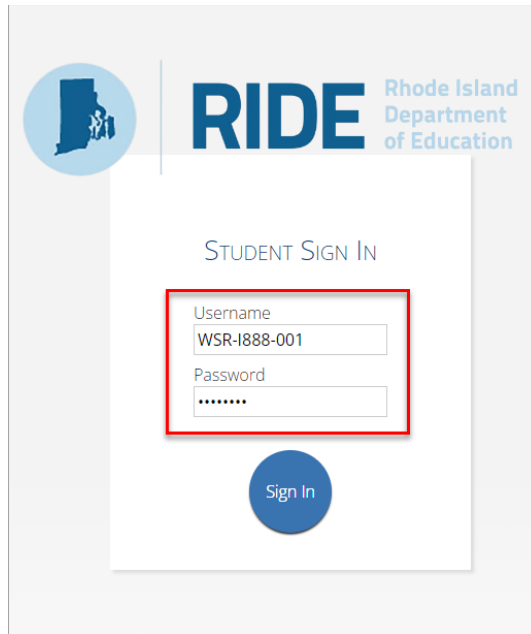 RIDE
Rhode Island
Department
of Education
Student Sign In
Username
WSR-I888-001
Password
••••••••
Sign In